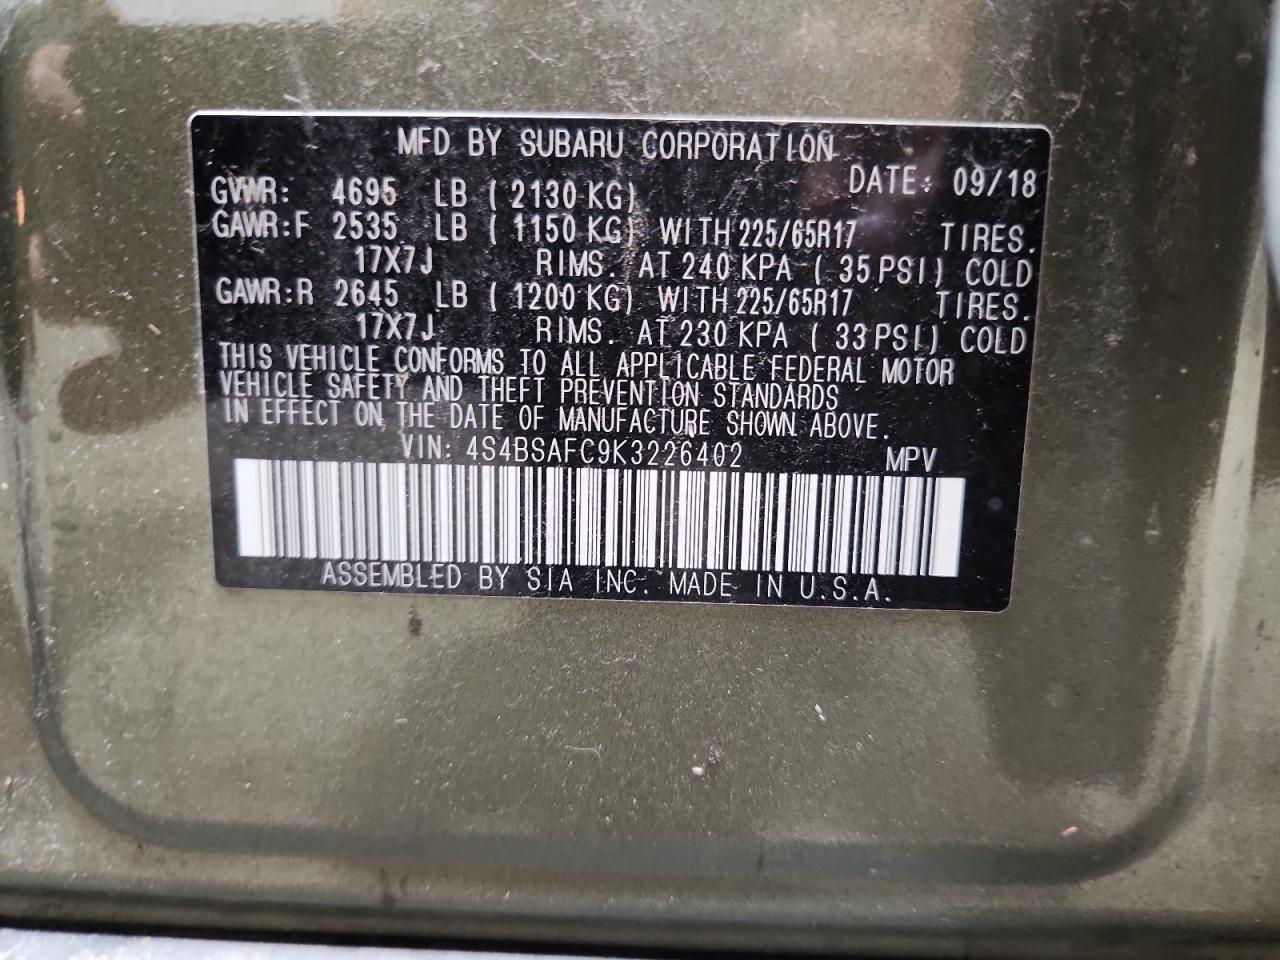 MFD BY SUBARU CORPORATION
DATE: 09/18
GVWR: 4695 LB ( 2130 KG)
GAWR:F 2535 LB ( 1150 KG) WITH 225/65R17 TIRES.
17X7J RIMS. AT 240 KPA ( 35 PSI) COLD
GAWR:R 2645 LB ( 1200 KG) WITH 225/65R17 TIRES.
17X7J RIMS. AT 230 KPA ( 33 PSI) COLD
THIS VEHICLE CONFORMS TO ALL APPLICABLE FEDERAL MOTOR
VEHICLE SAFETY AND THEFT PREVENTION STANDARDS
IN EFFECT ON THE DATE OF MANUFACTURE SHOWN ABOVE.
VIN: 4S4BSAFC9K3226402 MPV
ASSEMBLED BY SIA INC. MADE IN U.S.A.